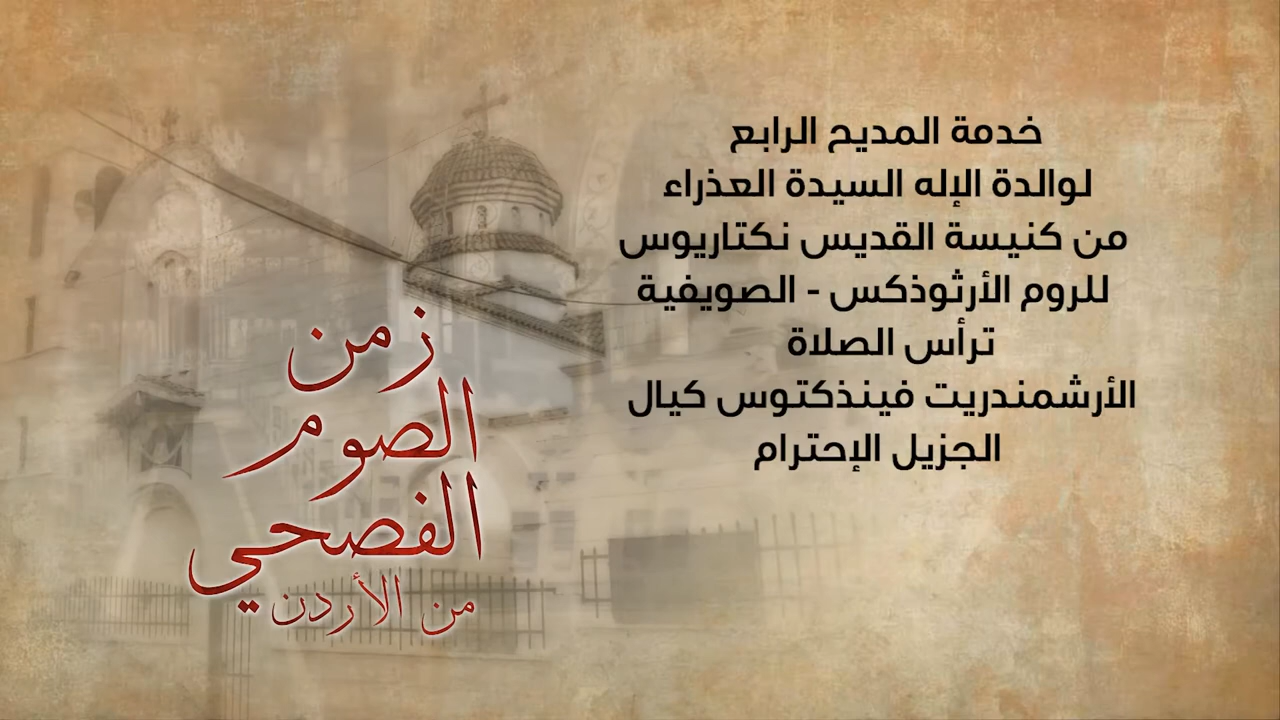 خدمة المديح الرابع
لوالدة الإله السيدة العذراء
من كنيسة القديس نكتاريوس
للروم الأرثوذكس - الصويفية
ترأس الصلاة
الأرشمندريت فينذكتوس كيال
الجزيل الإحترام
زمن
الصوم
الفصحي
من الأردن